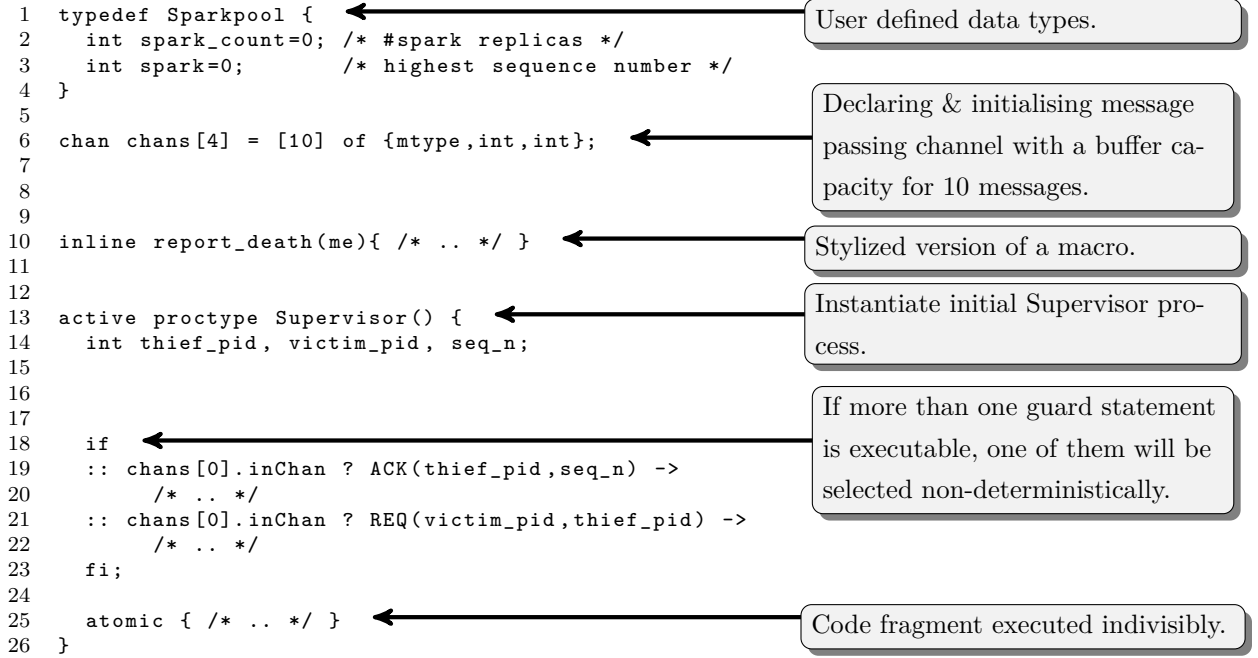 1 typedef Sparkpool {
User defined data types.
2 int spark_count=0; /* #spark replicas */
3 int spark=0; /* highest sequence number */
4 }
5
6 chan chans[4] = [10] of {mtype,int,int};
Declaring & initialising message
passing channel with a buffer ca-
pacity for 10 messages.
7
8
9
10 inline report_death(me){ /* .. */ }
Stylized version of a macro.
11
12
13 active proctype Supervisor() {
Instantiate initial Supervisor pro-
cess.
14 int thief_pid, victim_pid, seq_n;
15
16
17
18 if
If more than one guard statement
is executable, one of them will be
selected non-deterministically.
19 :: chans[0].inChan ? ACK(thief_pid,seq_n) ->
20 /* .. */
21 :: chans[0].inChan ? REQ(victim_pid,thief_pid) ->
22 /* .. */
23 fi;
24
25 atomic { /* .. */ }
Code fragment executed indivisibly.
26 }